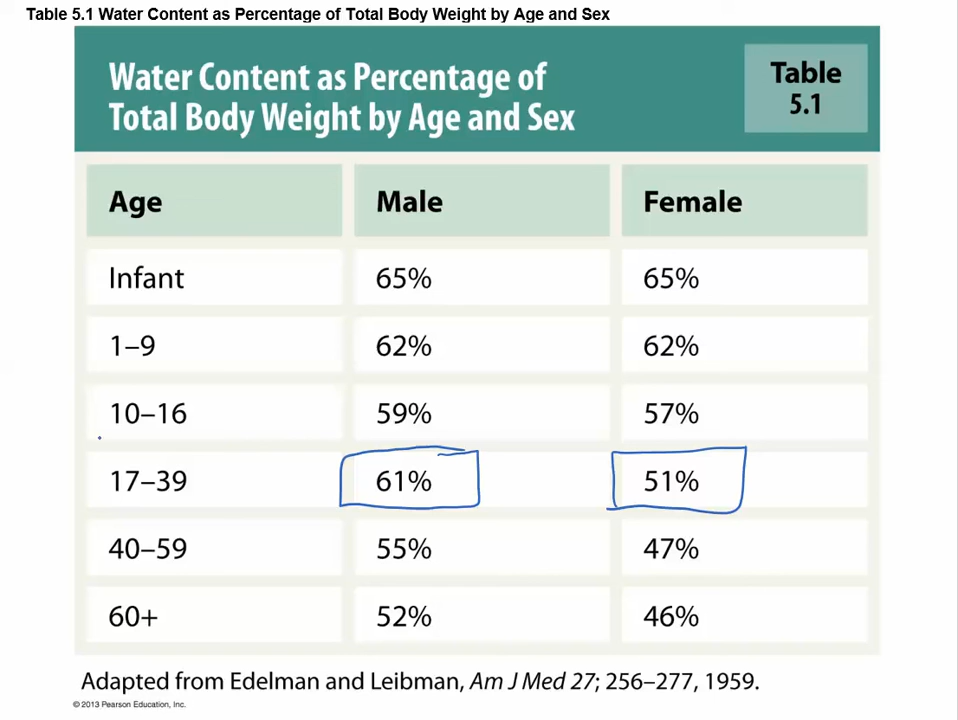 Table 5.1 Water Content as Percentage of Total Body Weight by Age and Sex
Water Content as Percentage of
Total Body Weight by Age and Sex
Table
5.1
Age Male Female
Infant 65% 65%
1–9 62% 62%
10–16 59% 57%
17–39 61% 51%
40–59 55% 47%
60+ 52% 46%
Adapted from Edelman and Leibman, Am J Med 27; 256–277, 1959.
© 2013 Pearson Education, Inc.